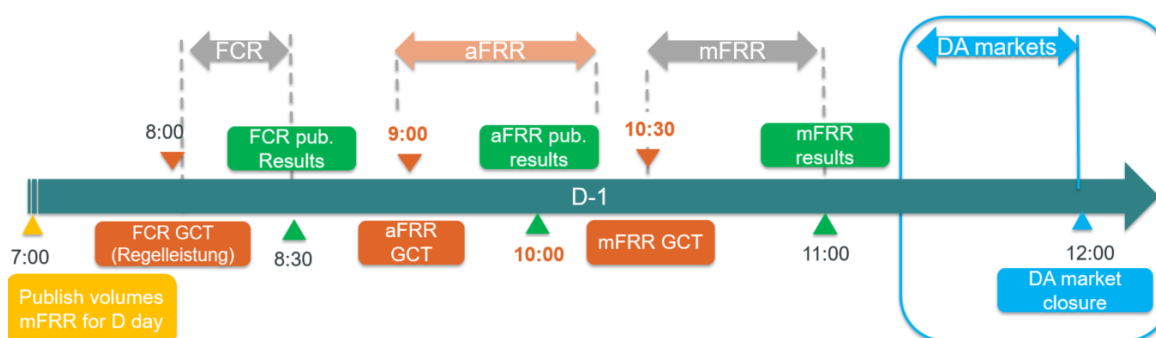 FCR
aFRR
mFRR
DA markets
8:00
FCR pub.
Results
9:00
aFRR pub.
results
10:30
mFRR
results
D-1
7:00
FCR GCT
(Regelleistung)
8:30
aFRR
GCT
10:00
mFRR GCT
11:00
12:00
Publish volumes
mFRR for D day
DA market
closure